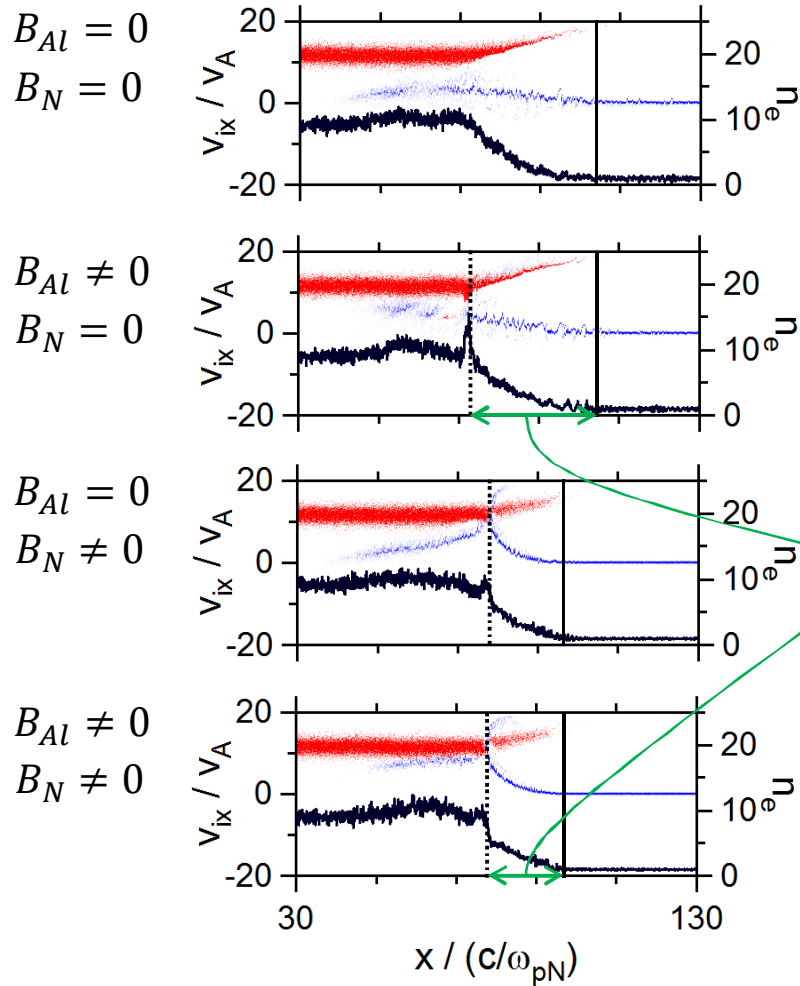 B_Al = 0
B_N = 0
v_ix / v_A
20
0
-20
20
10
0
n_e
B_Al ≠ 0
B_N = 0
v_ix / v_A
20
0
-20
20
10
0
n_e
B_Al = 0
B_N ≠ 0
v_ix / v_A
20
0
-20
20
10
0
n_e
B_Al ≠ 0
B_N ≠ 0
v_ix / v_A
20
0
-20
20
10
0
n_e
30
130
x / (c/ω_pN)